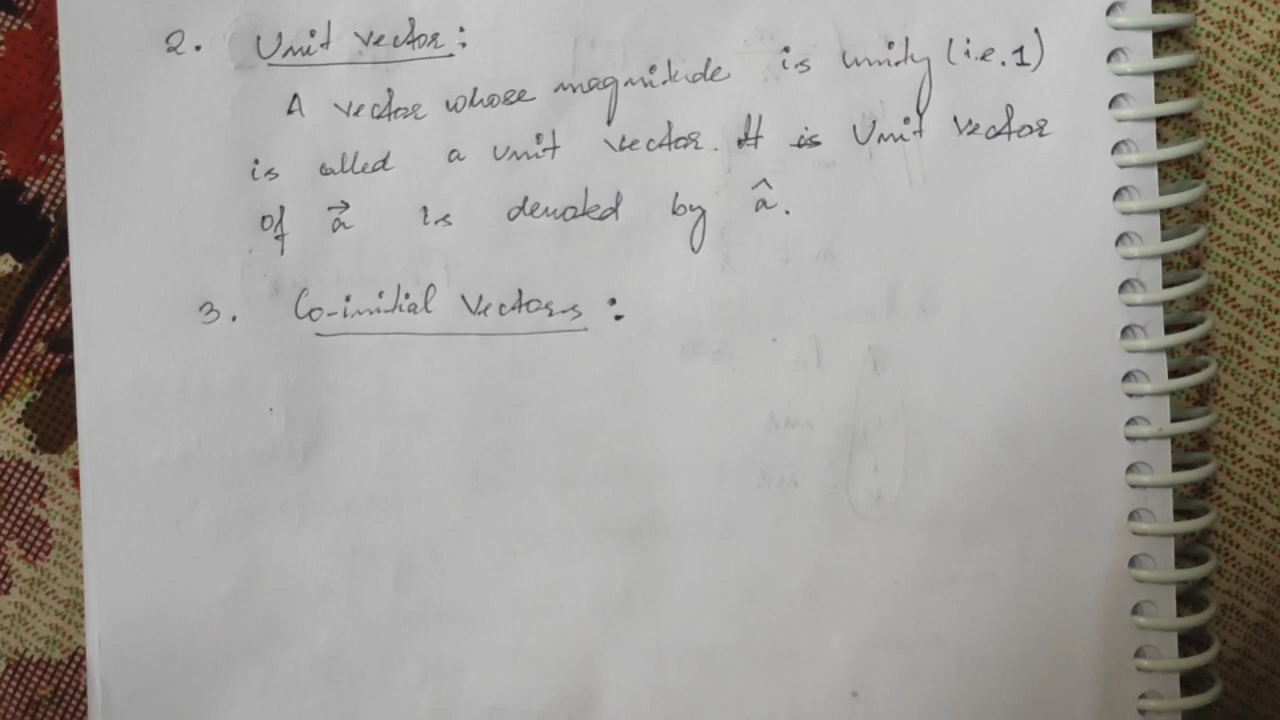 2. Unit vector:
A vector whose magnitude is unity (i.e. 1)
is called a unit vector. It is Unit vector
of a⃗ is denoted by â.
3. Co-initial Vectors :